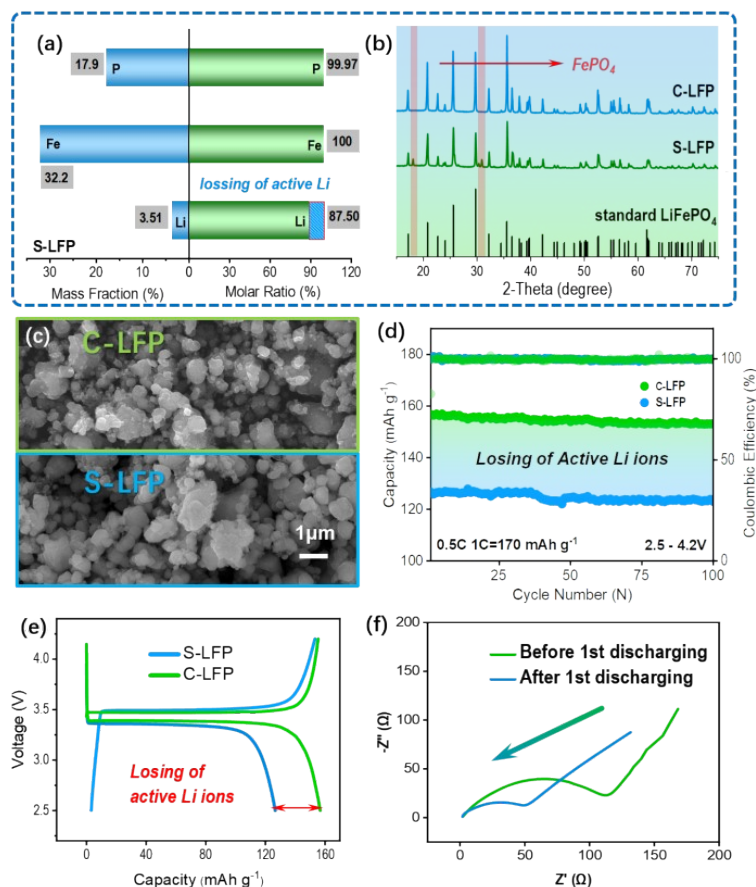 (a)
17.9
P
P
99.97
Fe
Fe
100
32.2
lossing of active Li
3.51
Li
Li
87.50
S-LFP
30 20 10 0 30 60 90 120
Mass Fraction (%)
Molar Ratio (%)
(b)
FePO4
C-LFP
S-LFP
standard LiFePO4
20 30 40 50 60 70
2-Theta (degree)
(c)
C-LFP
S-LFP
1μm
(d)
180
160
140
120
100
Capacity (mAh g-1)
C-LFP
S-LFP
Losing of Active Li ions
0.5C 1C=170 mAh g-1
2.5 - 4.2V
100
50
0
Coulombic Efficiency (%)
25 50 75 100
Cycle Number (N)
(e)
S-LFP
C-LFP
4.0
3.5
3.0
2.5
Voltage (V)
Losing of
active Li ions
0 40 80 120 160
Capacity (mAh g-1)
(f)
200
150
100
50
0
-Z'' (Ω)
Before 1st discharging
After 1st discharging
0 50 100 150 200
Z' (Ω)